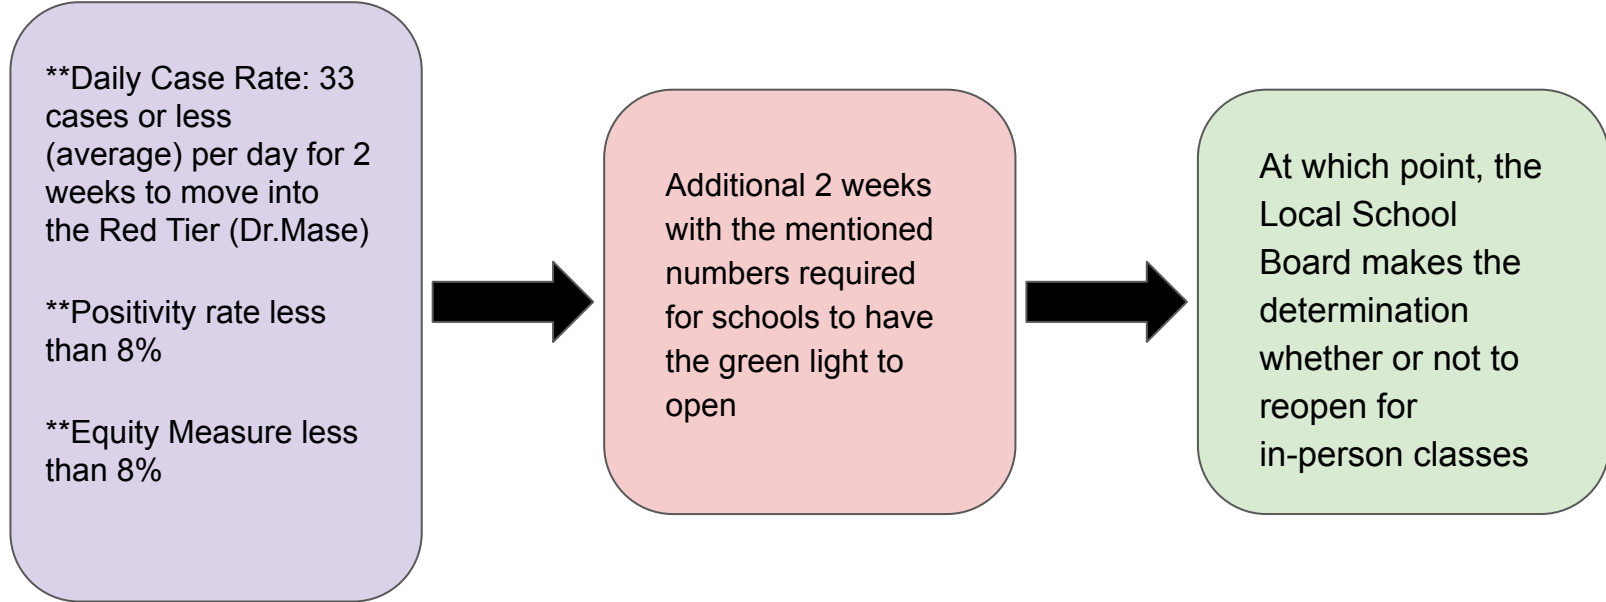 **Daily Case Rate: 33
cases or less
(average) per day for 2
weeks to move into
the Red Tier (Dr.Mase)
**Positivity rate less
than 8%
**Equity Measure less
than 8%
Additional 2 weeks
with the mentioned
numbers required
for schools to have
the green light to
open
At which point, the
Local School
Board makes the
determination
whether or not to
reopen for
in-person classes